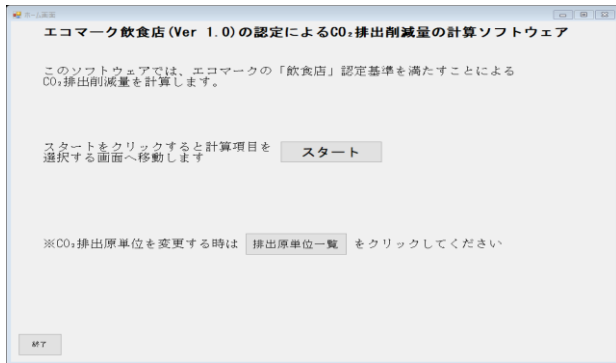 ホーム画面
エコマーク飲食店(Ver 1.0)の認定によるCO₂排出削減量の計算ソフトウェア
このソフトウェアでは、エコマークの「飲食店」認定基準を満たすことによる
CO₂排出削減量を計算します。
スタートをクリックすると計算項目を
選択する画面へ移動します
スタート
※CO₂排出原単位を変更する時は 排出原単位一覧 をクリックしてください
終了